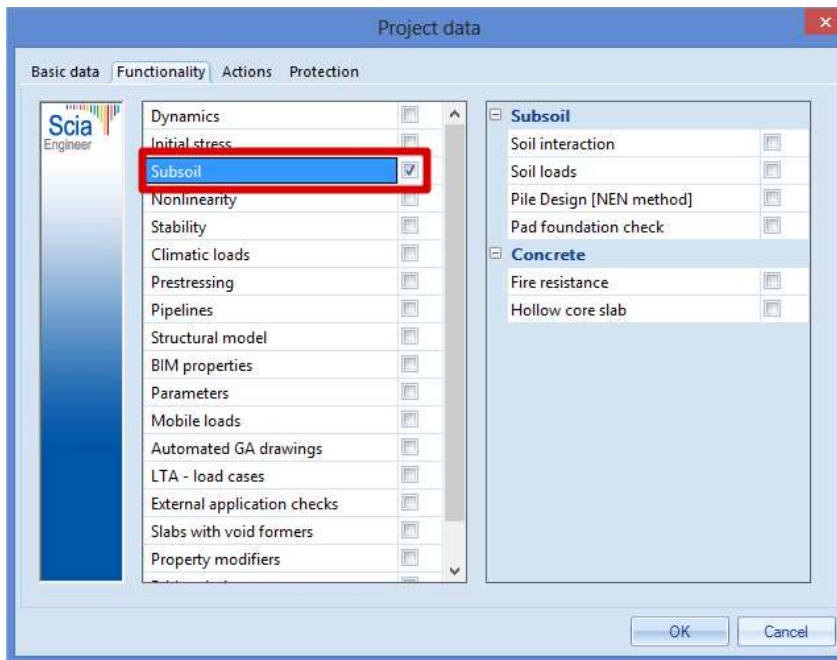 Project data
Basic data Functionality Actions Protection
Scia
Engineer
Dynamics
Initial stress
Subsoil
Nonlinearity
Stability
Climatic loads
Prestressing
Pipelines
Structural model
BIM properties
Parameters
Mobile loads
Automated GA drawings
LTA - load cases
External application checks
Slabs with void formers
Property modifiers
Subsoil
Soil interaction
Soil loads
Pile Design [NEN method]
Pad foundation check
Concrete
Fire resistance
Hollow core slab
OK Cancel